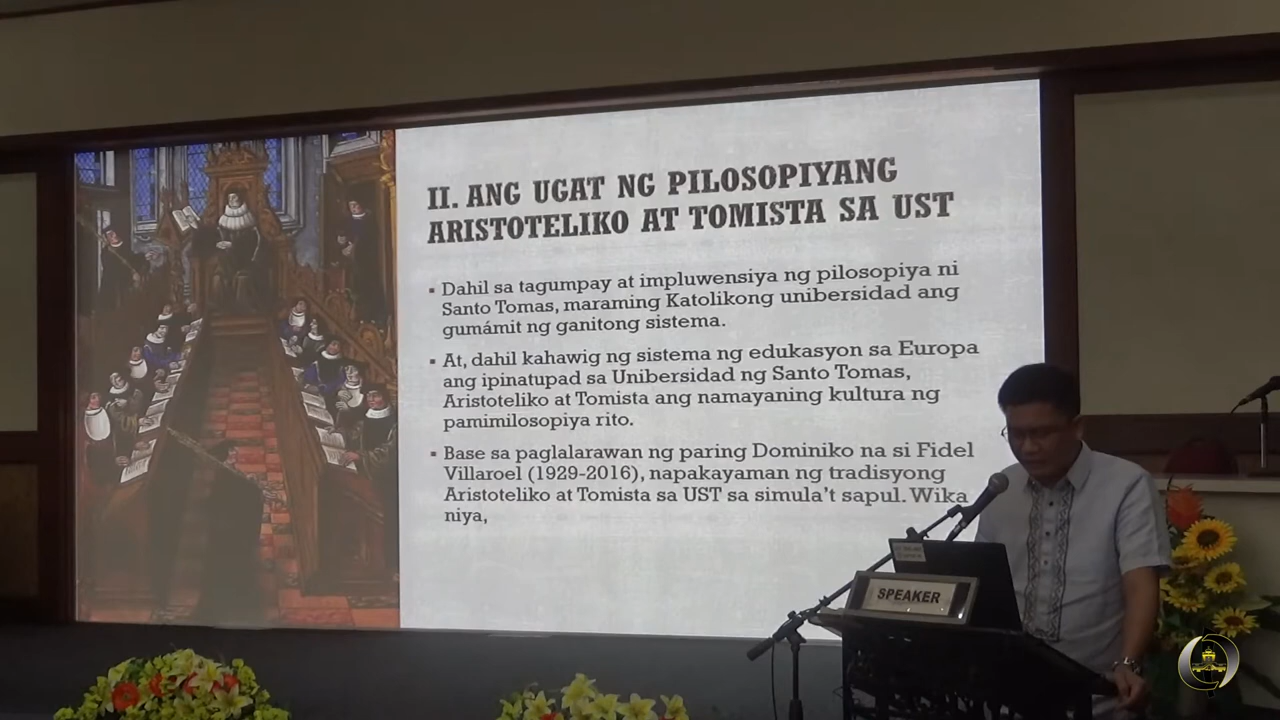 II. ANG UGAT NG PILOSOPIYANG
ARISTOTELIKO AT TOMISTA SA UST
▪ Dahil sa tagumpay at impluwensiya ng pilosopiya ni
Santo Tomas, maraming Katolikong unibersidad ang
gumámit ng ganitong sistema.
▪ At, dahil kahawig ng sistema ng edukasyon sa Europa
ang ipinatupad sa Unibersidad ng Santo Tomas,
Aristoteliko at Tomista ang namayaning kultura ng
pamimilosopiya rito.
▪ Base sa paglalarawan ng paring Dominiko na si Fidel
Villaroel (1929-2016), napakayaman ng tradisyong
Aristoteliko at Tomista sa UST sa simula't sapul. Wika
niya,
SPEAKER